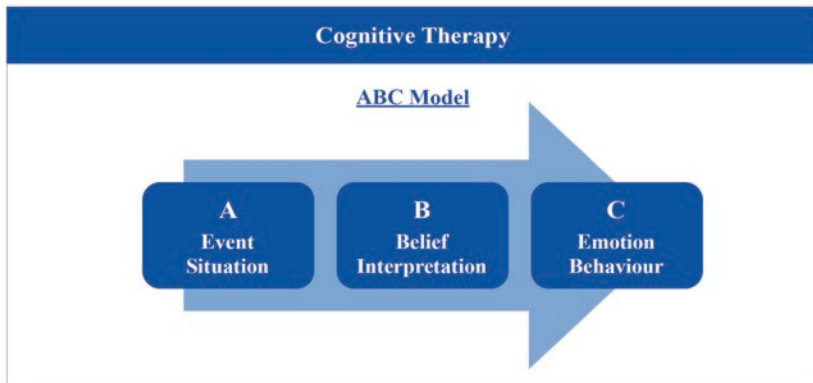 Cognitive Therapy
ABC Model
A
Event
Situation
B
Belief
Interpretation
C
Emotion
Behaviour